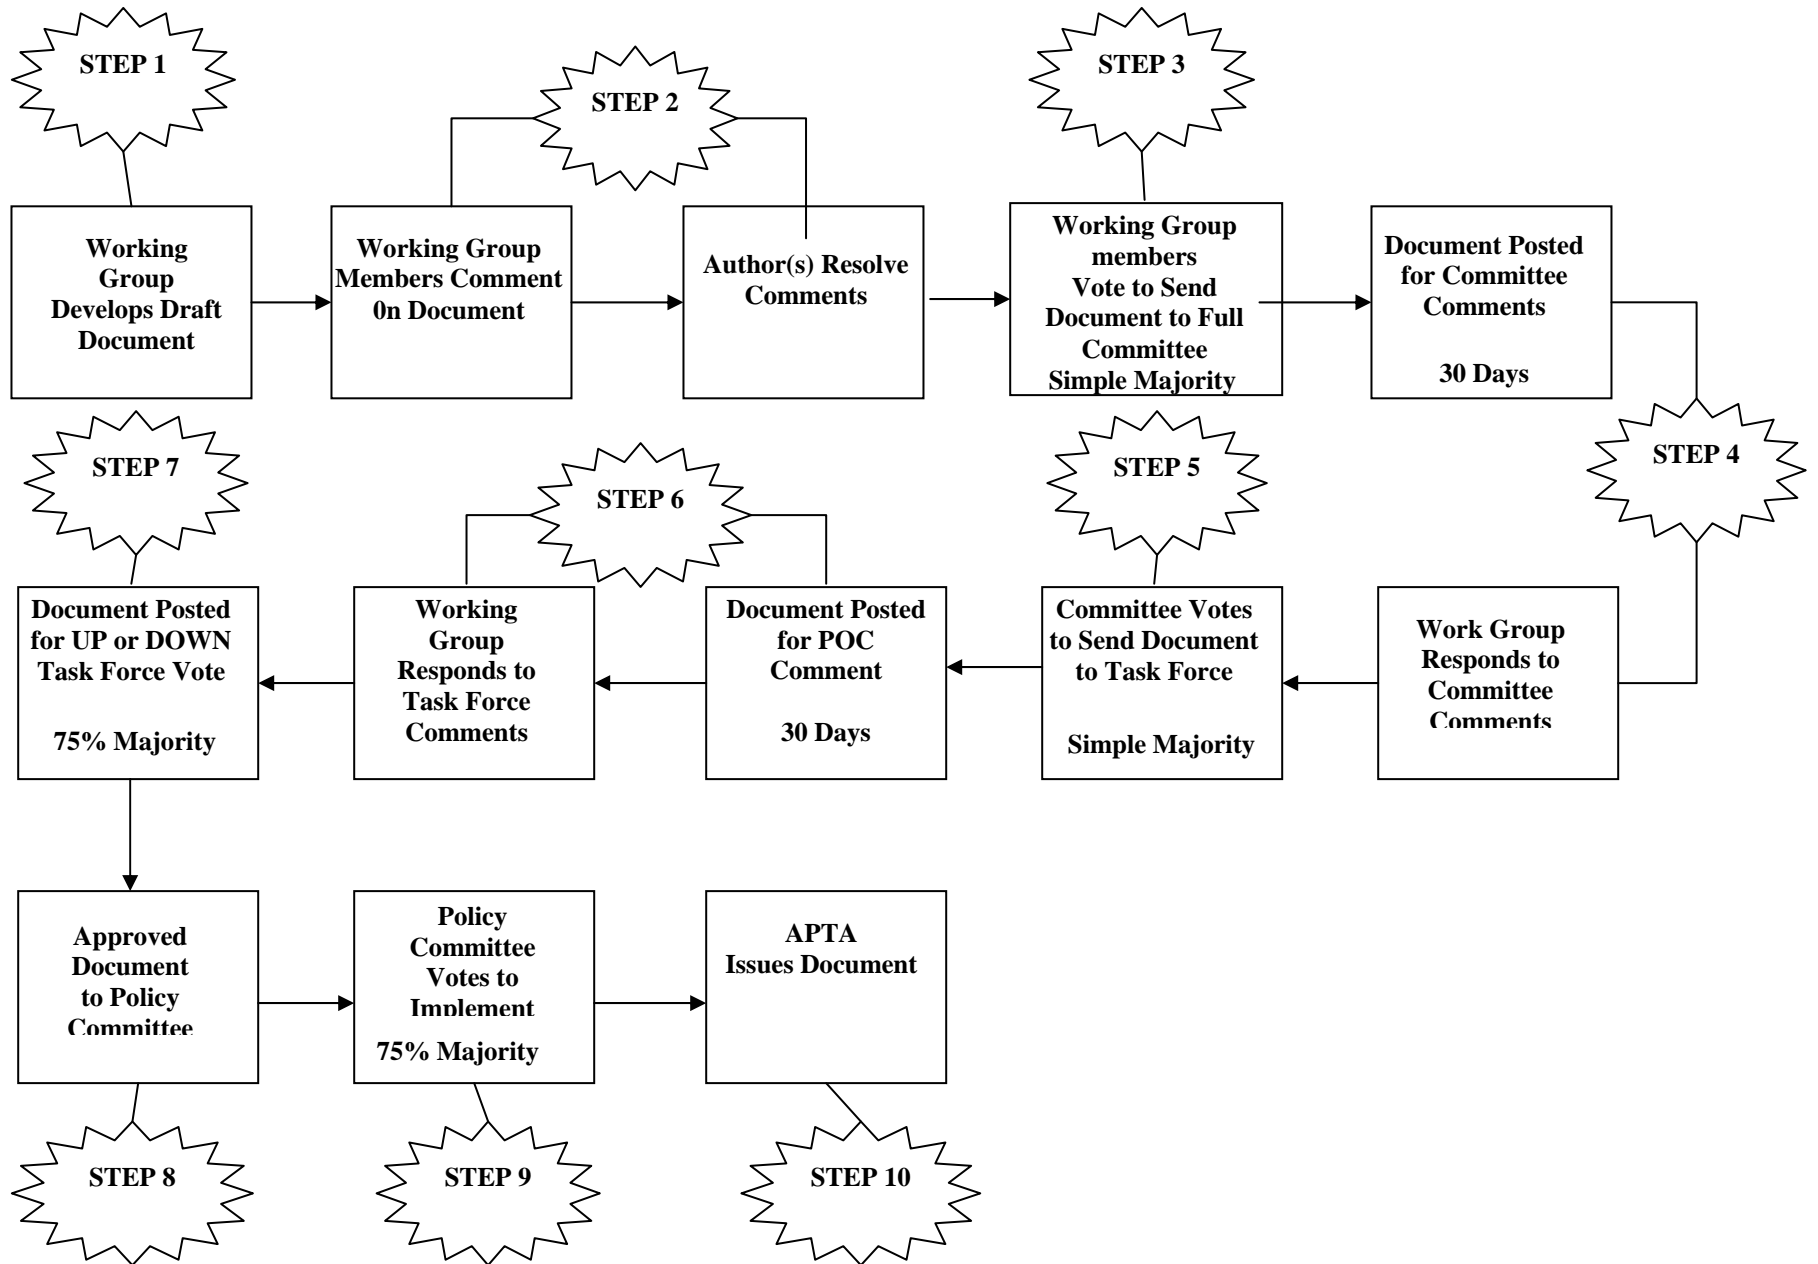 STEP 1
STEP 2
STEP 3
Working
Group
Develops Draft
Document
Working Group
Members Comment
0n Document
Author(s) Resolve
Comments
Working Group
members
Vote to Send
Document to Full
Committee
Simple Majority
Document Posted
for Committee
Comments
30 Days
STEP 4
STEP 5
STEP 6
STEP 7
Work Group
Responds to
Committee
Comments
Committee Votes
to Send Document
to Task Force
Simple Majority
Document Posted
for POC
Comment
30 Days
Working
Group
Responds to
Task Force
Comments
Document Posted
for UP or DOWN
Task Force Vote
75% Majority
Approved
Document
to Policy
Committee
Policy
Committee
Votes to
Implement
75% Majority
APTA
Issues Document
STEP 8
STEP 9
STEP 10